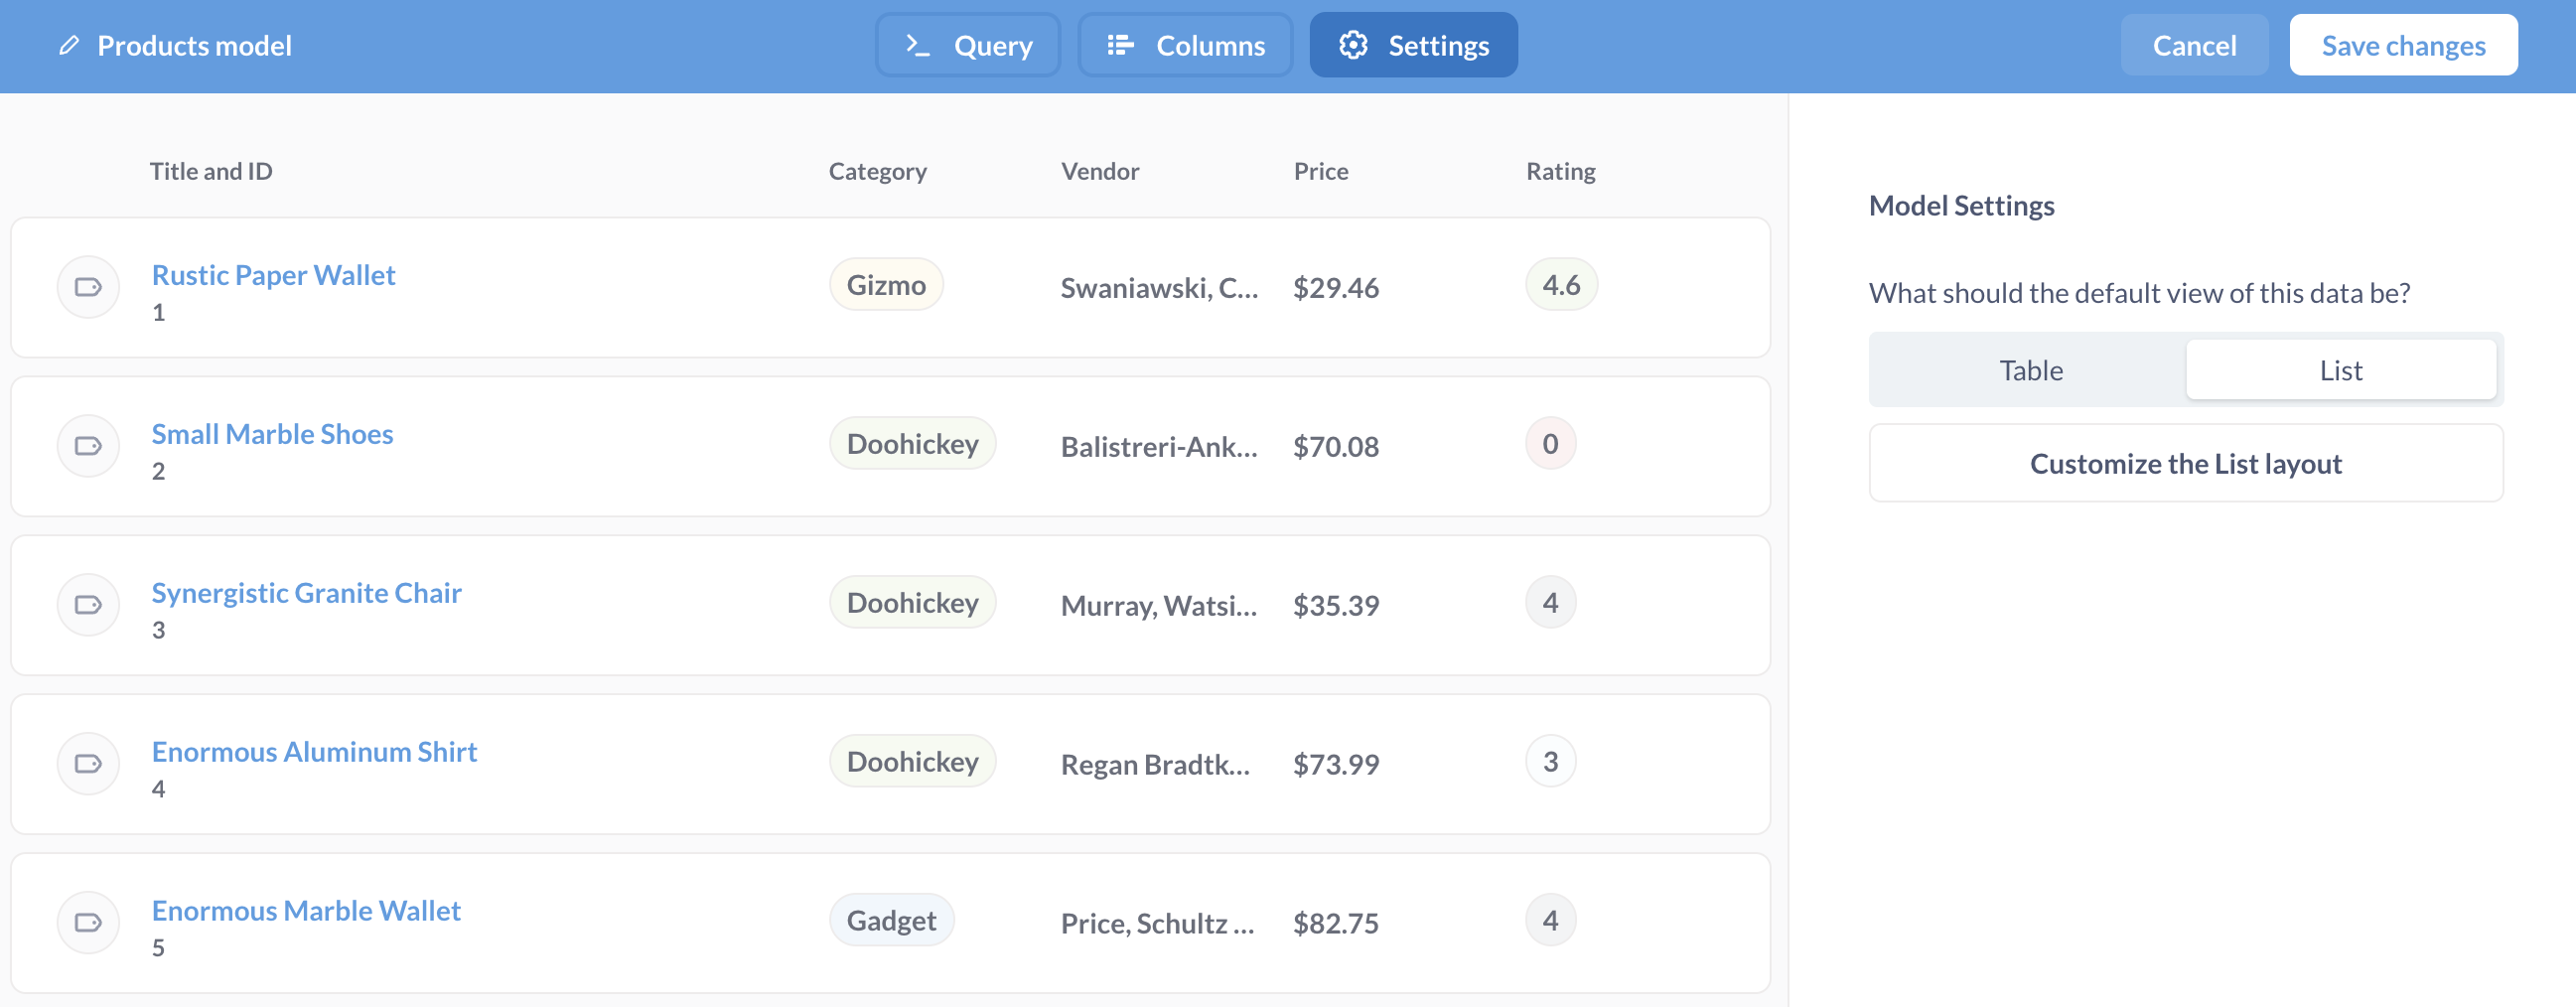 Products model
Query
Columns
Settings
Cancel
Save changes
Title and ID Category Vendor Price Rating
Rustic Paper Wallet
1
Gizmo Swaniawski, C... $29.46 4.6
Small Marble Shoes
2
Doohickey Balistreri-Ank... $70.08 0
Synergistic Granite Chair
3
Doohickey Murray, Watsi... $35.39 4
Enormous Aluminum Shirt
4
Doohickey Regan Bradtk... $73.99 3
Enormous Marble Wallet
5
Gadget Price, Schultz ... $82.75 4
Model Settings
What should the default view of this data be?
Table List
Customize the List layout